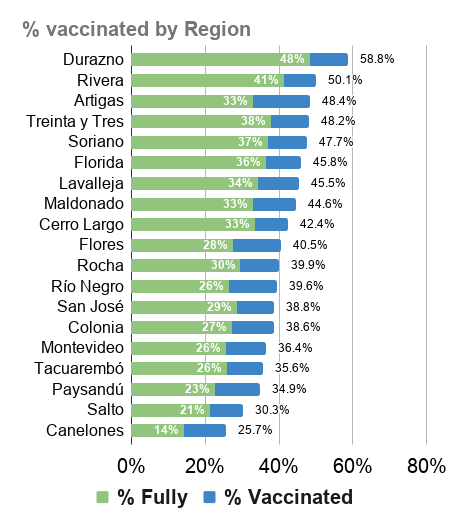 % vaccinated by Region
Durazno 48% 58.8%
Rivera 41% 50.1%
Artigas 33% 48.4%
Treinta y Tres 38% 48.2%
Soriano 37% 47.7%
Florida 36% 45.8%
Lavalleja 34% 45.5%
Maldonado 33% 44.6%
Cerro Largo 33% 42.4%
Flores 28% 40.5%
Rocha 30% 39.9%
Río Negro 26% 39.6%
San José 29% 38.8%
Colonia 27% 38.6%
Montevideo 26% 36.4%
Tacuarembó 26% 35.6%
Paysandú 23% 34.9%
Salto 21% 30.3%
Canelones 14% 25.7%
0% 20% 40% 60% 80%
% Fully % Vaccinated